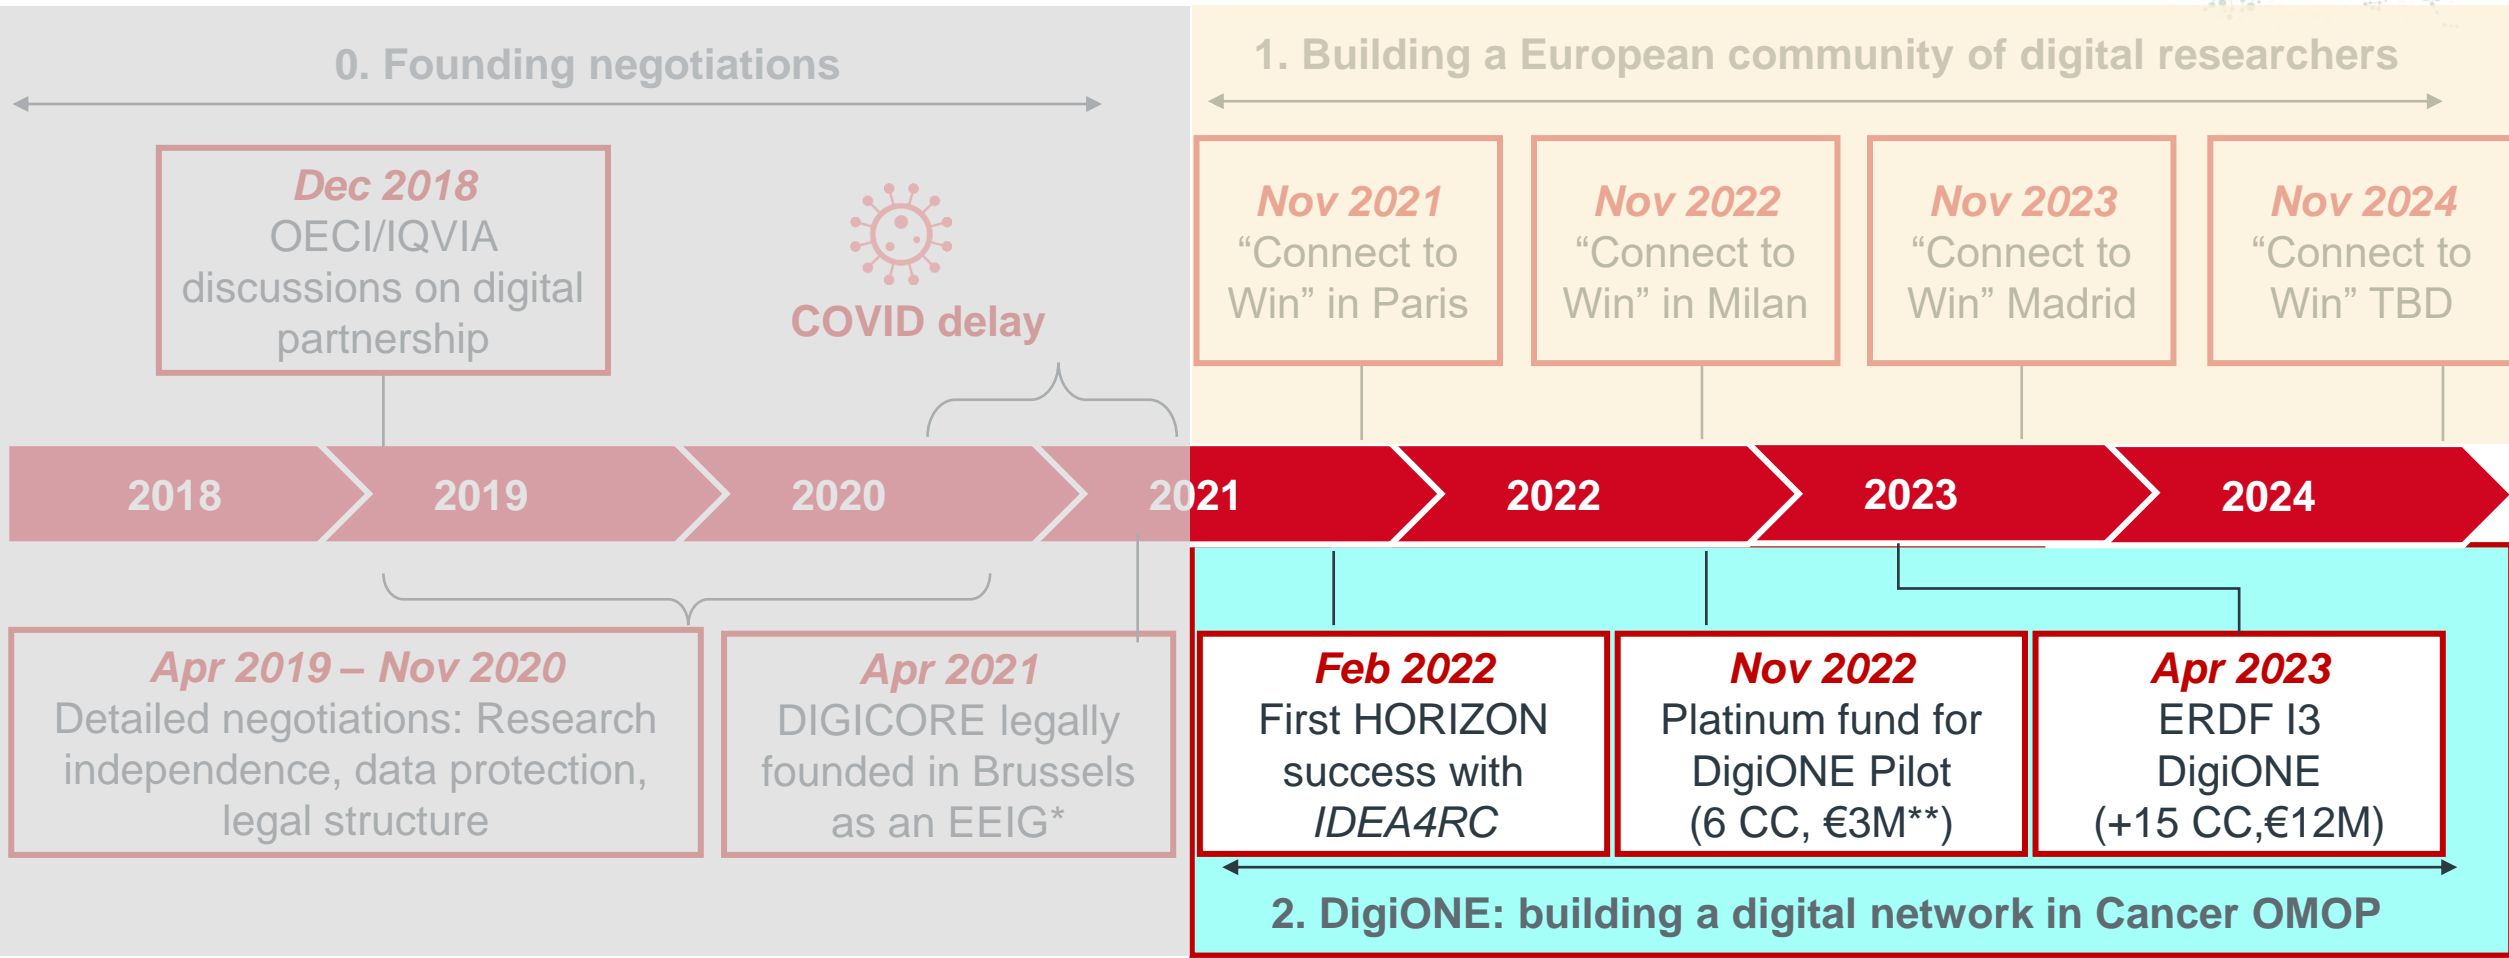 0. Founding negotiations
1. Building a European community of digital researchers
Dec 2018
OECI/IQVIA
discussions on digital
partnership
COVID delay
Nov 2021
“Connect to
Win” in Paris
Nov 2022
“Connect to
Win” in Milan
Nov 2023
“Connect to
Win” Madrid
Nov 2024
“Connect to
Win” TBD
2018
2019
2020
2021
2022
2023
2024
Apr 2019 – Nov 2020
Detailed negotiations: Research
independence, data protection,
legal structure
Apr 2021
DIGICORE legally
founded in Brussels
as an EEIG*
Feb 2022
First HORIZON
success with
IDEA4RC
Nov 2022
Platinum fund for
DigiONE Pilot
(6 CC, €3M**)
Apr 2023
ERDF I3
DigiONE
(+15 CC,€12M)
2. DigiONE: building a digital network in Cancer OMOP